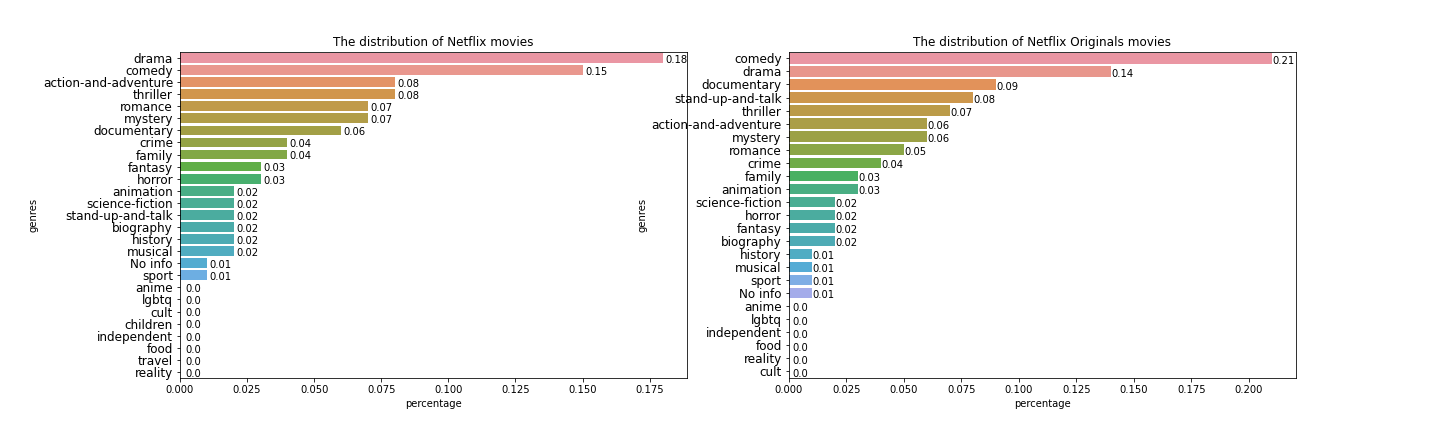 The distribution of Netflix movies
drama 0.18
comedy 0.15
action-and-adventure 0.08
thriller 0.08
romance 0.07
mystery 0.07
documentary 0.06
crime 0.04
family 0.04
fantasy 0.03
horror 0.03
animation 0.02
science-fiction 0.02
stand-up-and-talk 0.02
biography 0.02
history 0.02
musical 0.02
No info 0.01
sport 0.01
anime 0.0
lgbtq 0.0
cult 0.0
children 0.0
independent 0.0
food 0.0
travel 0.0
reality 0.0
genres
0.000 0.025 0.050 0.075 0.100 0.125 0.150 0.175
percentage
The distribution of Netflix Originals movies
comedy 0.21
drama 0.14
documentary 0.09
stand-up-and-talk 0.08
thriller 0.07
action-and-adventure 0.06
mystery 0.06
romance 0.05
crime 0.04
family 0.03
animation 0.03
science-fiction 0.02
horror 0.02
fantasy 0.02
biography 0.02
history 0.01
musical 0.01
sport 0.01
No info 0.01
anime 0.0
lgbtq 0.0
independent 0.0
food 0.0
reality 0.0
cult 0.0
genres
0.000 0.025 0.050 0.075 0.100 0.125 0.150 0.175 0.200
percentage